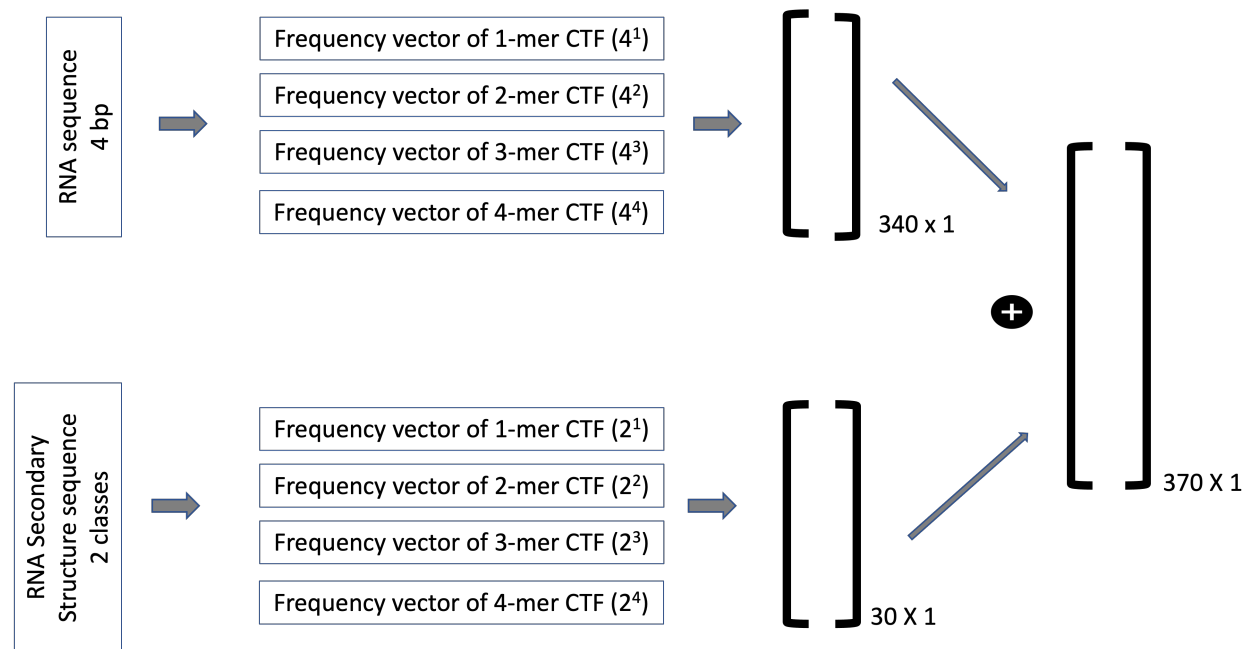 RNA sequence
4 bp
Frequency vector of 1-mer CTF (4¹)
Frequency vector of 2-mer CTF (4²)
Frequency vector of 3-mer CTF (4³)
Frequency vector of 4-mer CTF (4⁴)
340 x 1
+
370 X 1
RNA Secondary
Structure sequence
2 classes
Frequency vector of 1-mer CTF (2¹)
Frequency vector of 2-mer CTF (2²)
Frequency vector of 3-mer CTF (2³)
Frequency vector of 4-mer CTF (2⁴)
30 X 1